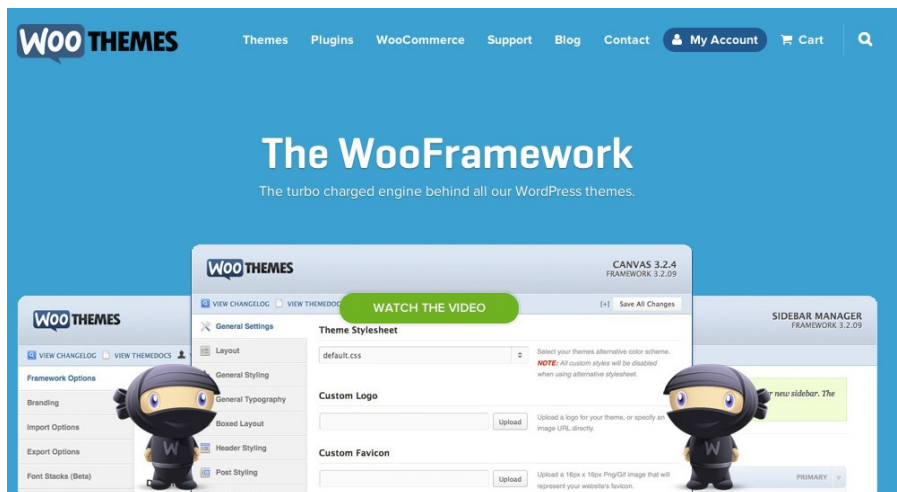 WOO THEMES
Themes Plugins WooCommerce Support Blog Contact My Account Cart
The WooFramework
The turbo charged engine behind all our WordPress themes.
WOO THEMES
CANVAS 3.2.4
FRAMEWORK 3.2.09
VIEW CHANGELOG VIEW THEMEDOC
WATCH THE VIDEO
[+] Save All Changes
General Settings
Layout
General Styling
General Typography
Boxed Layout
Header Styling
Post Styling
Theme Stylesheet
default.css
Select your themes alternative color scheme.
NOTE: All custom styles will be disabled
when using alternative stylesheet.
Custom Logo
Upload
Upload a logo for your theme, or specify an
image URL directly.
Custom Favicon
Upload
Upload a 16px x 16px Png/Gif image that will
represent your website's favicon.
WOO THEMES
VIEW CHANGELOG VIEW THEMEDOCS
Framework Options
Branding
Import Options
Export Options
Font Stacks (Beta)
W
W
SIDEBAR MANAGER
FRAMEWORK 3.2.09
new sidebar. The
PRIMARY